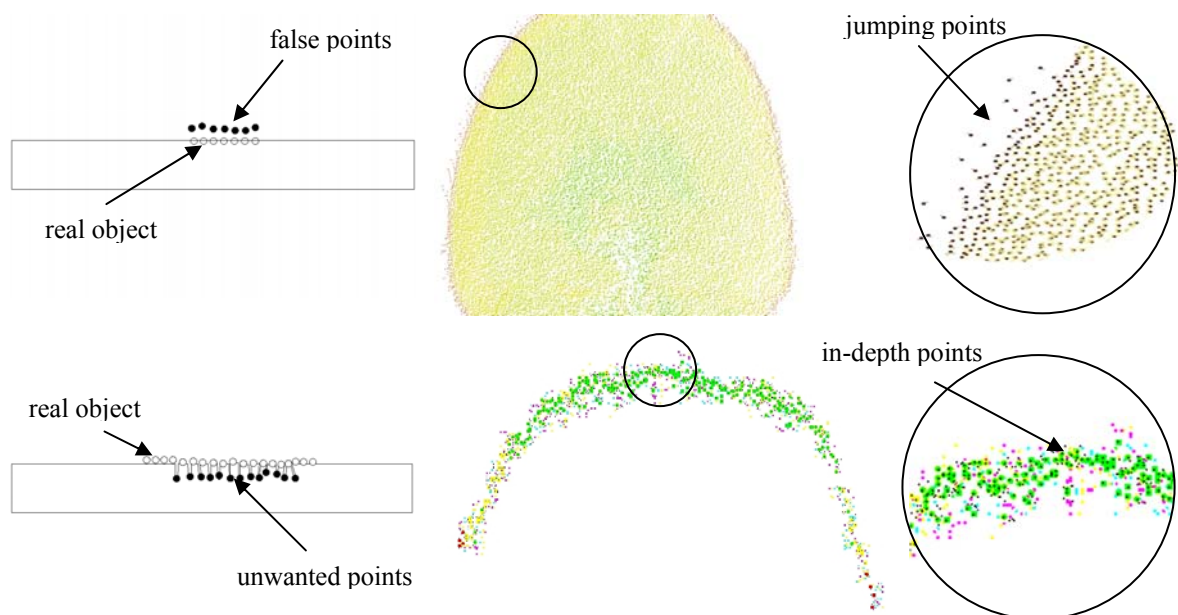 false points
real object
jumping points
real object
unwanted points
in-depth points